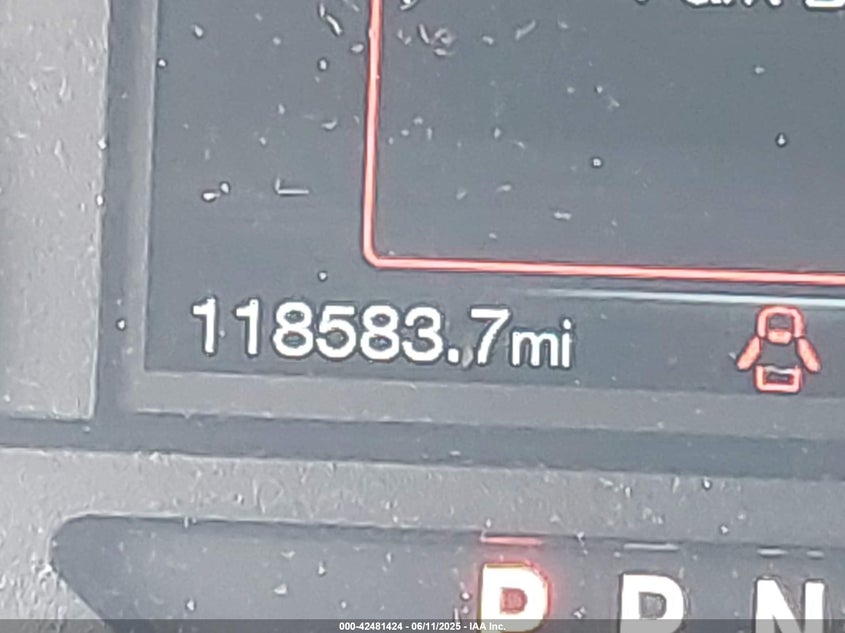 118583.7mi
P R N
000-42481424 - 06/11/2025 - IAA Inc.